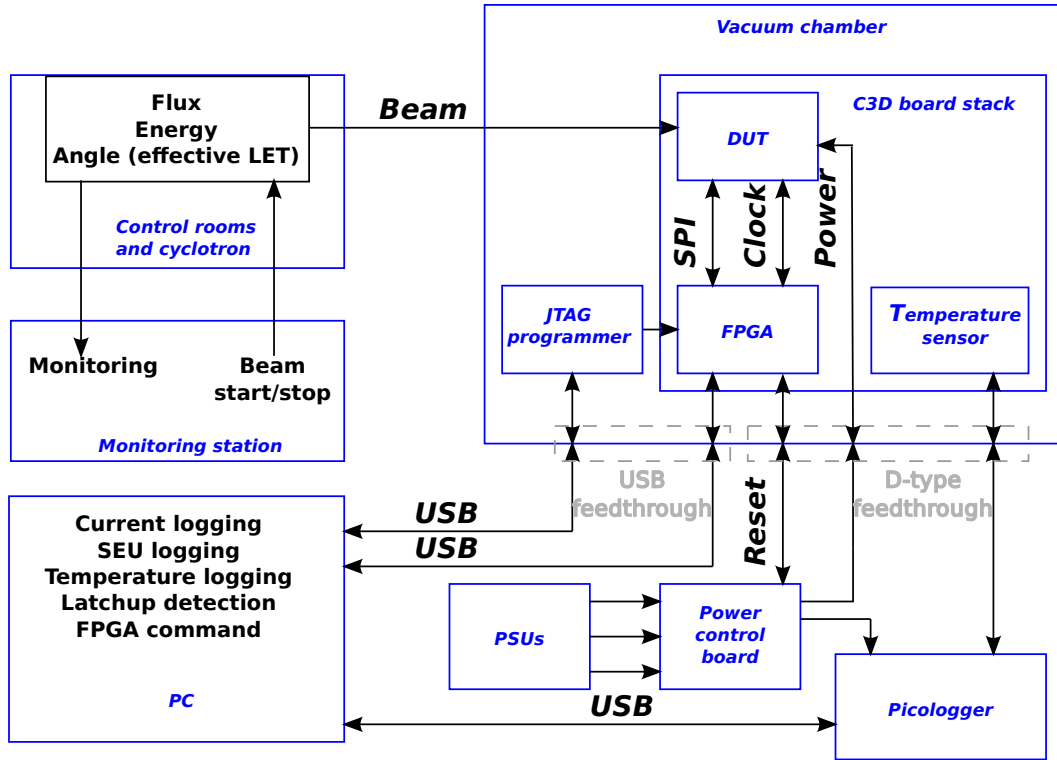 Vacuum chamber
Flux
Energy
Angle (effective LET)
Control rooms
and cyclotron
Beam
C3D board stack
DUT
SPI
Clock
Power
JTAG
programmer
FPGA
Temperature
sensor
Monitoring
Beam
start/stop
Monitoring station
USB
feedthrough
D-type
feedthrough
Current logging
SEU logging
Temperature logging
Latchup detection
FPGA command
PC
USB
USB
Reset
PSUs
Power
control
board
USB
Picologger